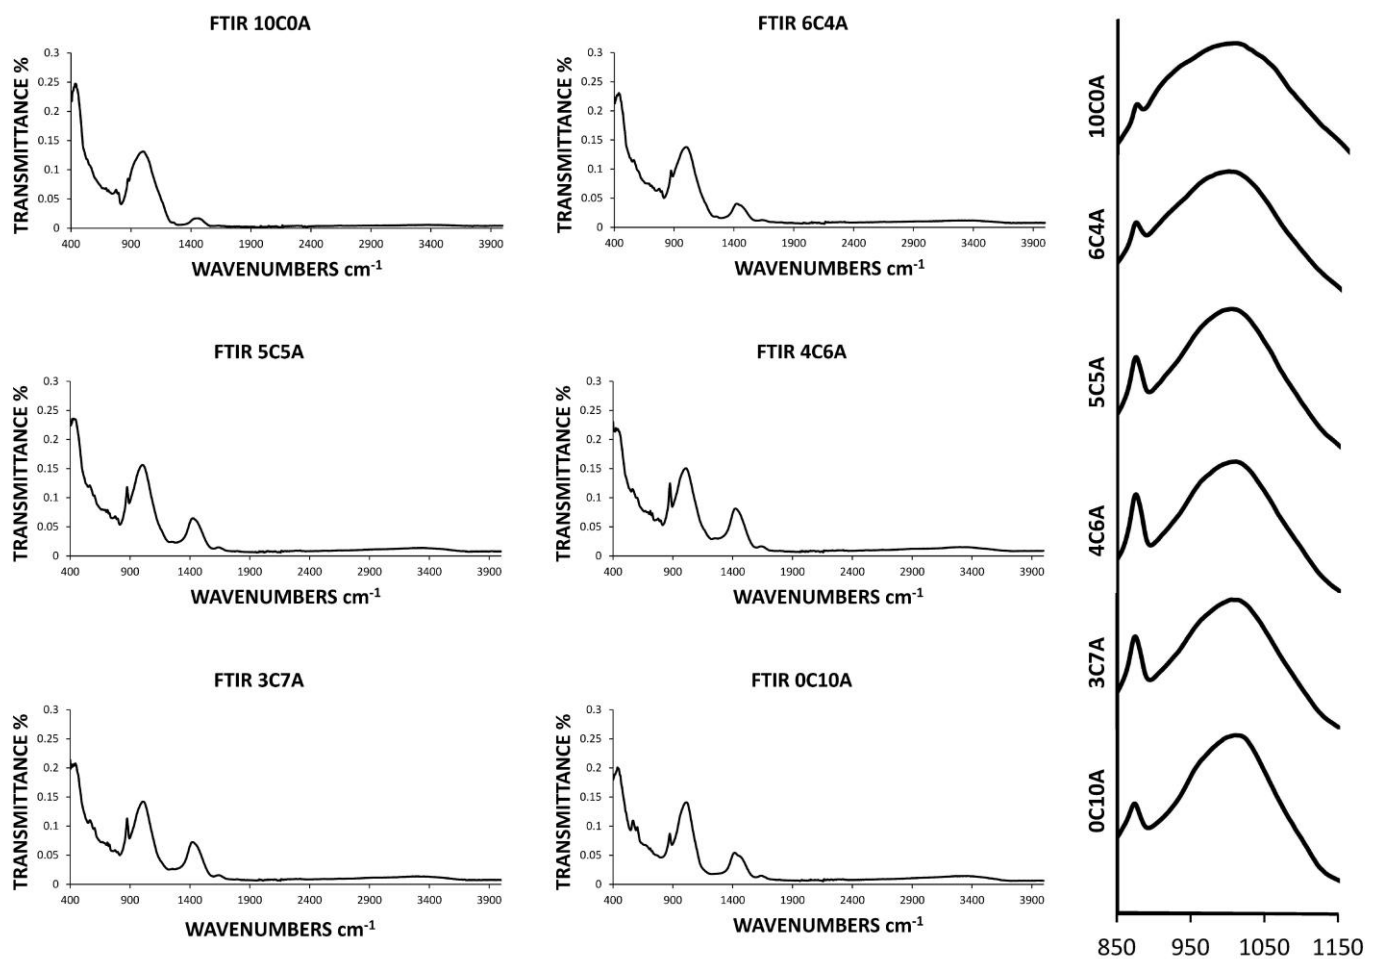 FTIR 10C0A
TRANSMITTANCE %
0.3
0.25
0.2
0.15
0.1
0.05
0
400 900 1400 1900 2400 2900 3400 3900
WAVENUMBERS cm-1
FTIR 6C4A
TRANSMITTANCE %
0.3
0.25
0.2
0.15
0.1
0.05
0
400 900 1400 1900 2400 2900 3400 3900
WAVENUMBERS cm-1
FTIR 5C5A
TRANSMITTANCE %
0.3
0.25
0.2
0.15
0.1
0.05
0
400 900 1400 1900 2400 2900 3400 3900
WAVENUMBERS cm-1
FTIR 4C6A
TRANSMITTANCE %
0.3
0.25
0.2
0.15
0.1
0.05
0
400 900 1400 1900 2400 2900 3400 3900
WAVENUMBERS cm-1
FTIR 3C7A
TRANSMITTANCE %
0.3
0.25
0.2
0.15
0.1
0.05
0
400 900 1400 1900 2400 2900 3400 3900
WAVENUMBERS cm-1
FTIR 0C10A
TRANSMITTANCE %
0.3
0.25
0.2
0.15
0.1
0.05
0
400 900 1400 1900 2400 2900 3400 3900
WAVENUMBERS cm-1
10C0A
6C4A
5C5A
4C6A
3C7A
0C10A
850 950 1050 1150